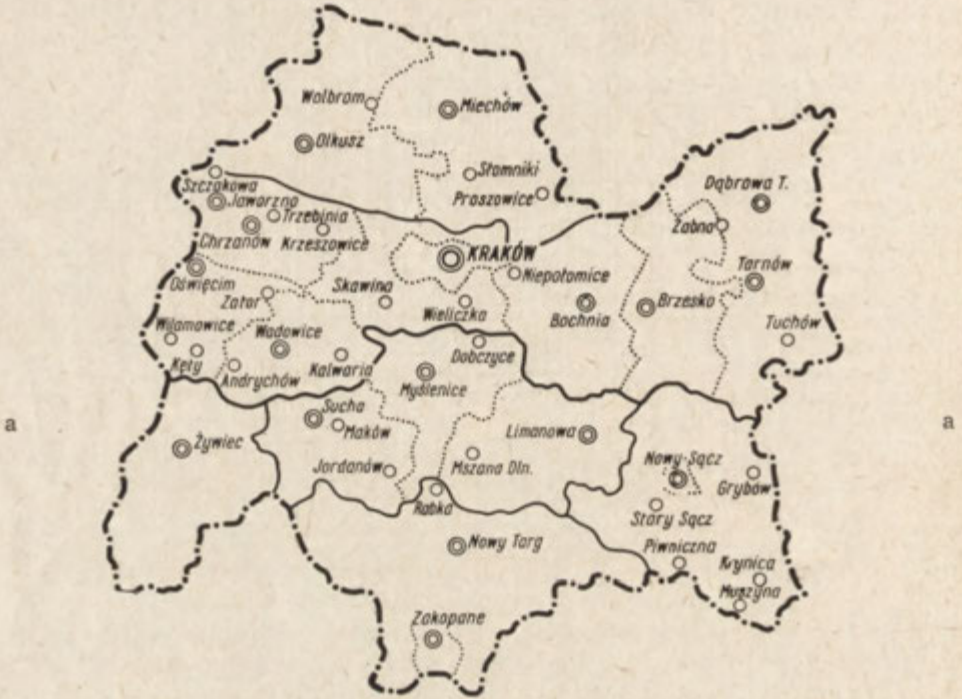 Wolbrom
Miechów
Olkusz
Słomniki
Szczakowa
Proszowice
Dąbrowa T.
Jaworzno
Trzebinia
Żabno
Chrzanów
Krzeszowice
KRAKÓW
Oświęcim
Niepołomice
Tarnów
Zator
Skawina
Wieliczka
Bochnia
Brzesko
Wilamowice
Wadowice
Dobczyce
Tuchów
Kęty
Andrychów
Kalwaria
Myślenice
a
a
Sucha
Maków
Limanowa
Żywiec
Jordanów
Mszana Dln.
Nowy-Sącz
Grybów
Rabka
Stary Sącz
Nowy Targ
Piwniczna
Krynica
Muszyna
Zakopane